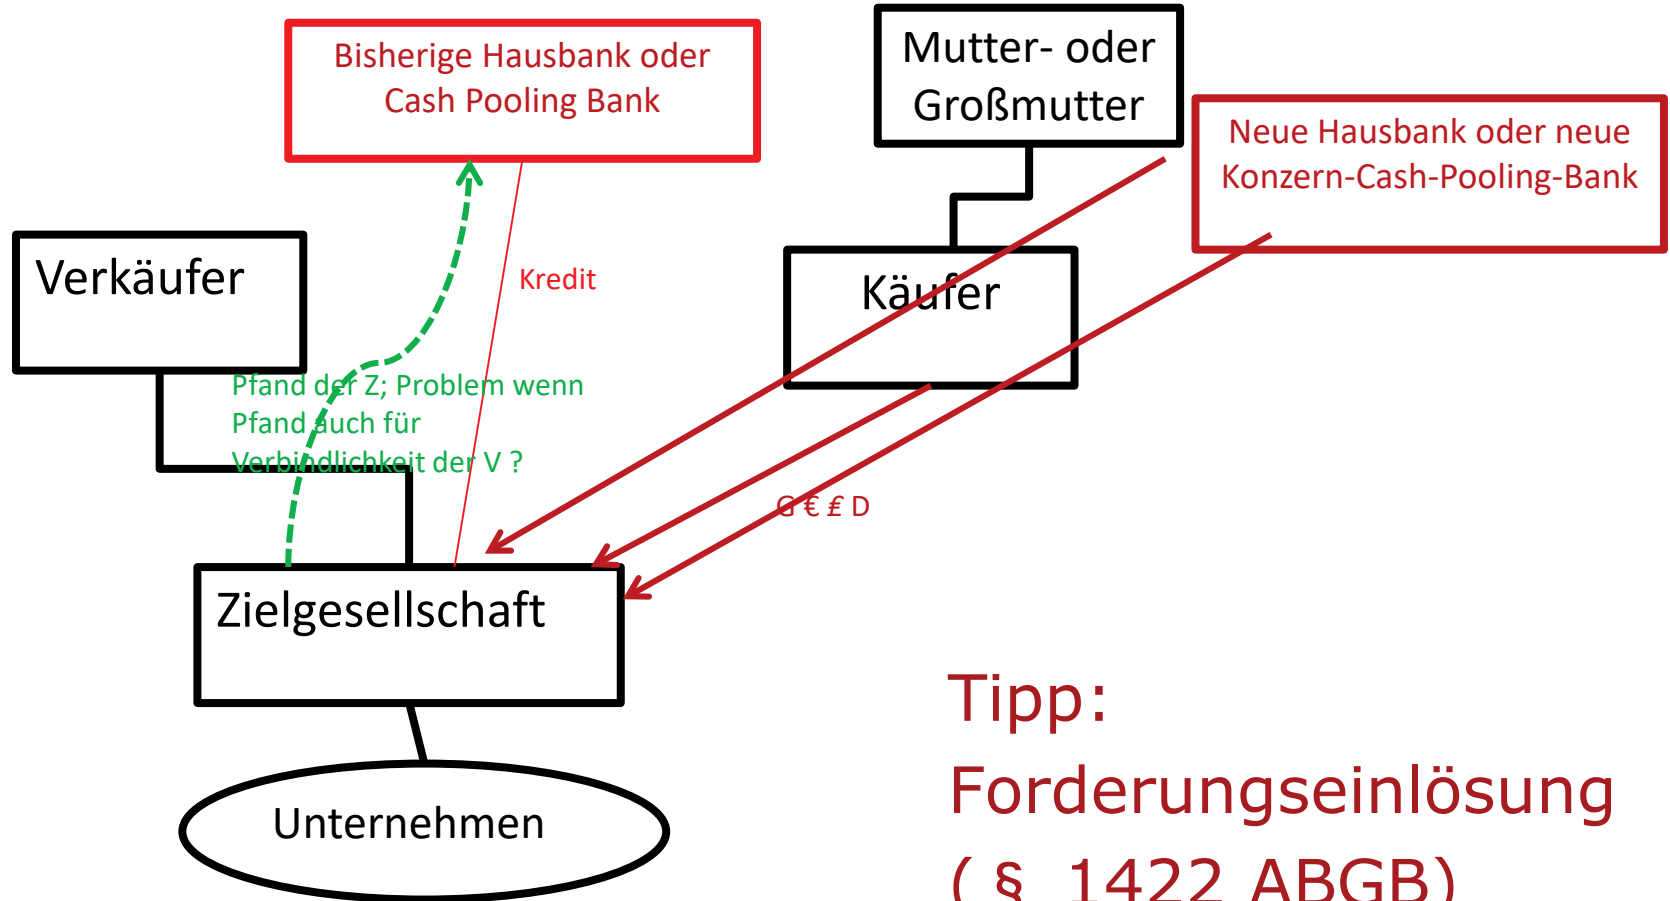 Bisherige Hausbank oder
Cash Pooling Bank
Mutter- oder
Großmutter
Neue Hausbank oder neue
Konzern-Cash-Pooling-Bank
Verkäufer
Kredit
Käufer
Pfand der Z; Problem wenn
Pfand auch für
Verbindlichkeit der V ?
G € ₤ D
Zielgesellschaft
Unternehmen
Tipp:
Forderungseinlösung
( § 1422 ABGB)